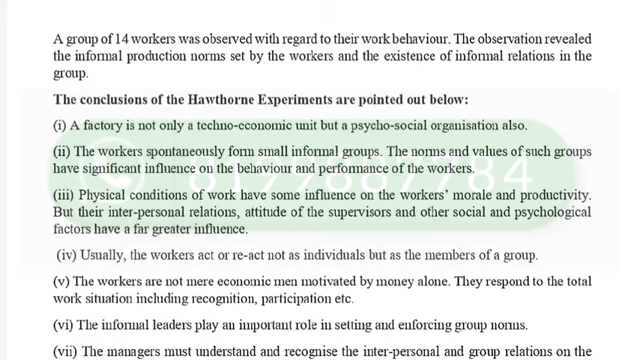 A group of 14 workers was observed with regard to their work behaviour. The observation revealed
the informal production norms set by the workers and the existence of informal relations in the
group.
The conclusions of the Hawthorne Experiments are pointed out below:
(i) A factory is not only a techno-economic unit but a psycho-social organisation also.
(ii) The workers spontaneously form small informal groups. The norms and values of such groups
have significant influence on the behaviour and performance of the workers.
(iii) Physical conditions of work have some influence on the workers' morale and productivity.
But their inter-personal relations, attitude of the supervisors and other social and psychological
factors have a far greater influence.
(iv) Usually, the workers act or re-act not as individuals but as the members of a group.
(v) The workers are not mere economic men motivated by money alone. They respond to the total
work situation including recognition, participation etc.
(vi) The informal leaders play an important role in setting and enforcing group norms.
(vii) The managers must understand and recognise the inter-personal and group relations on the